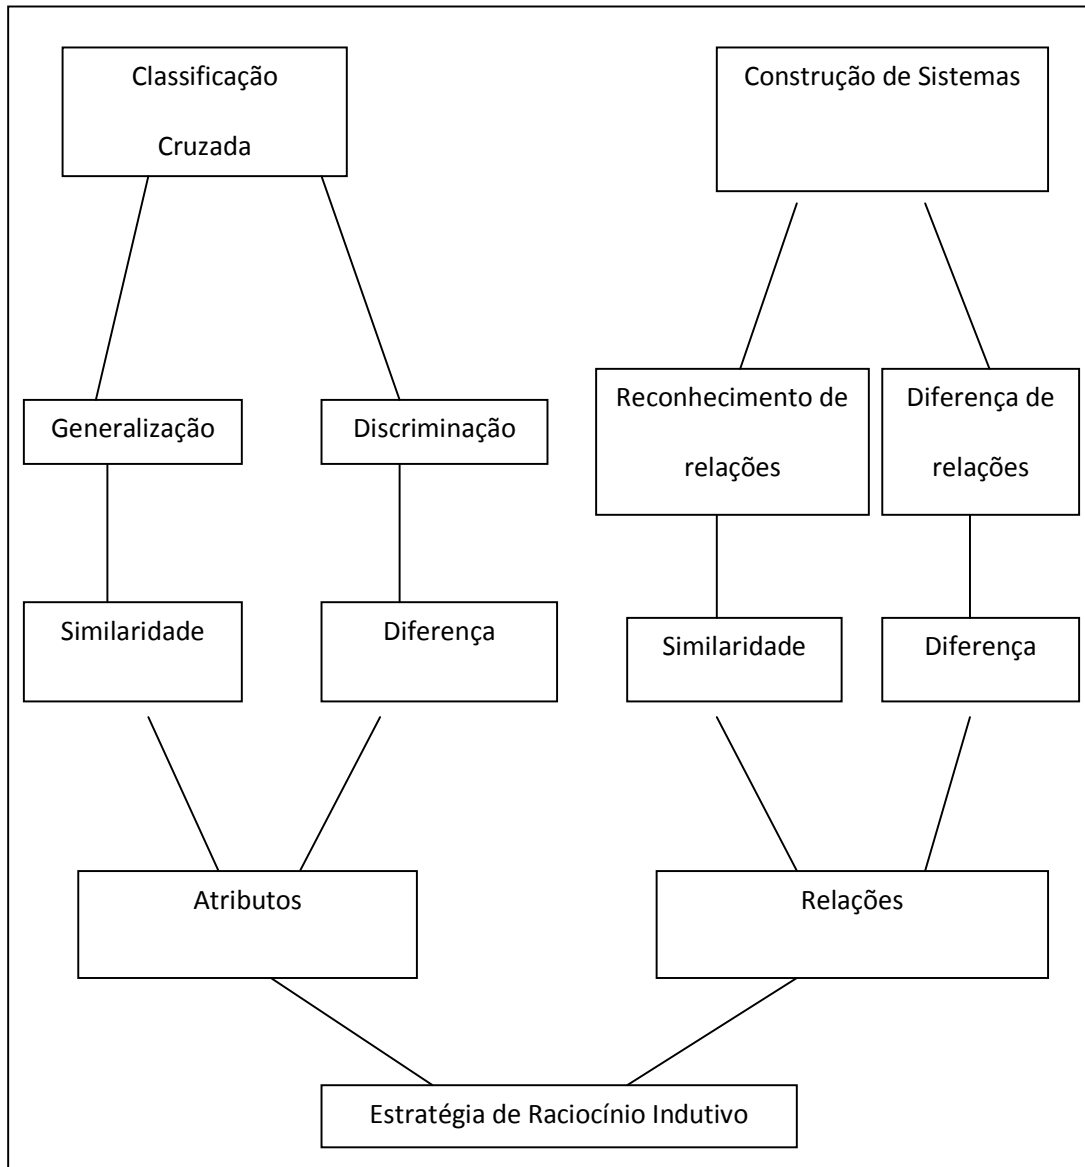 Classificação
Cruzada
Construção de Sistemas
Generalização
Discriminação
Reconhecimento de
relações
Diferença de
relações
Similaridade
Diferença
Similaridade
Diferença
Atributos
Relações
Estratégia de Raciocínio Indutivo